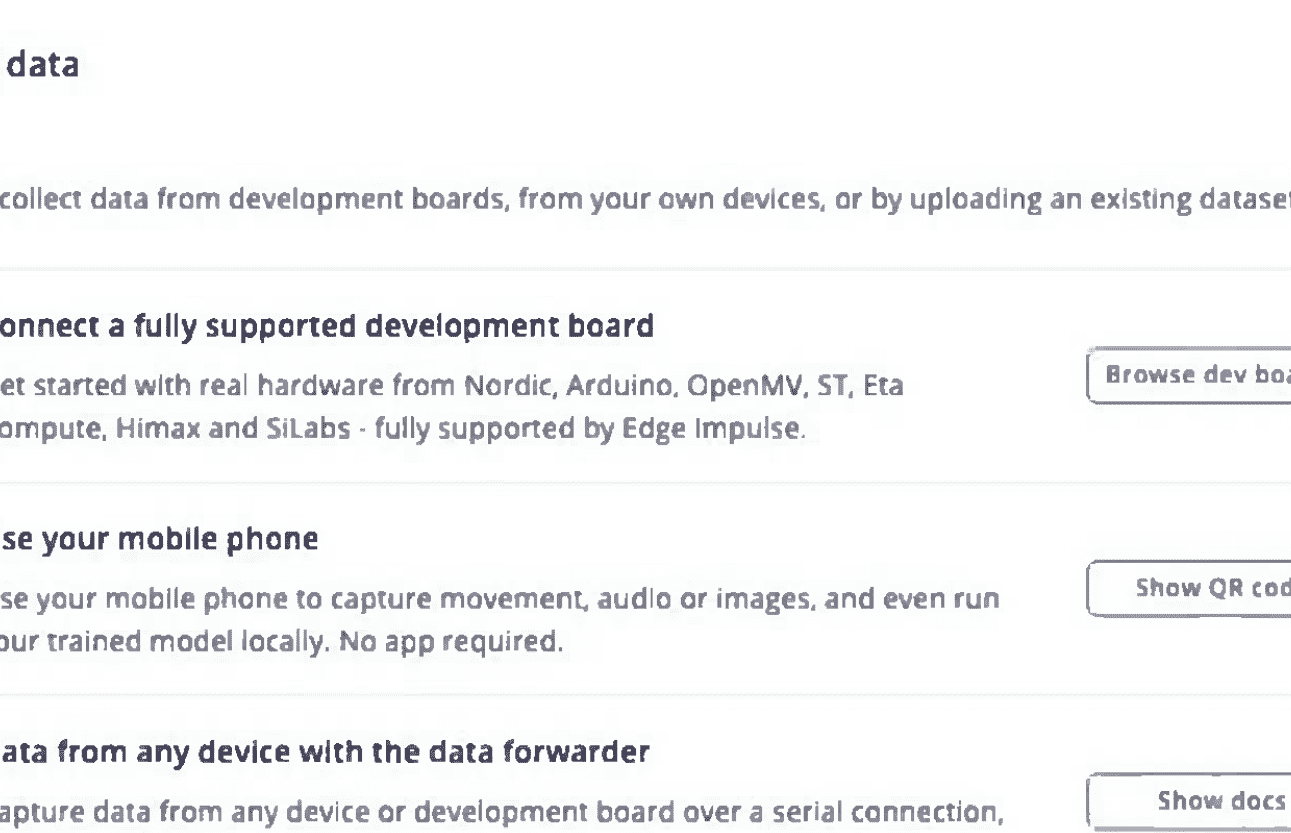 data
collect data from development boards, from your own devices, or by uploading an existing dataset
onnect a fully supported development board
et started with real hardware from Nordic, Arduino, OpenMV, ST, Eta
ompute, Himax and SiLabs - fully supported by Edge Impulse.
Browse dev boa
se your mobile phone
se your mobile phone to capture movement, audio or images, and even run
our trained model locally. No app required.
Show QR cod
ata from any device with the data forwarder
apture data from any device or development board over a serial connection,
Show docs